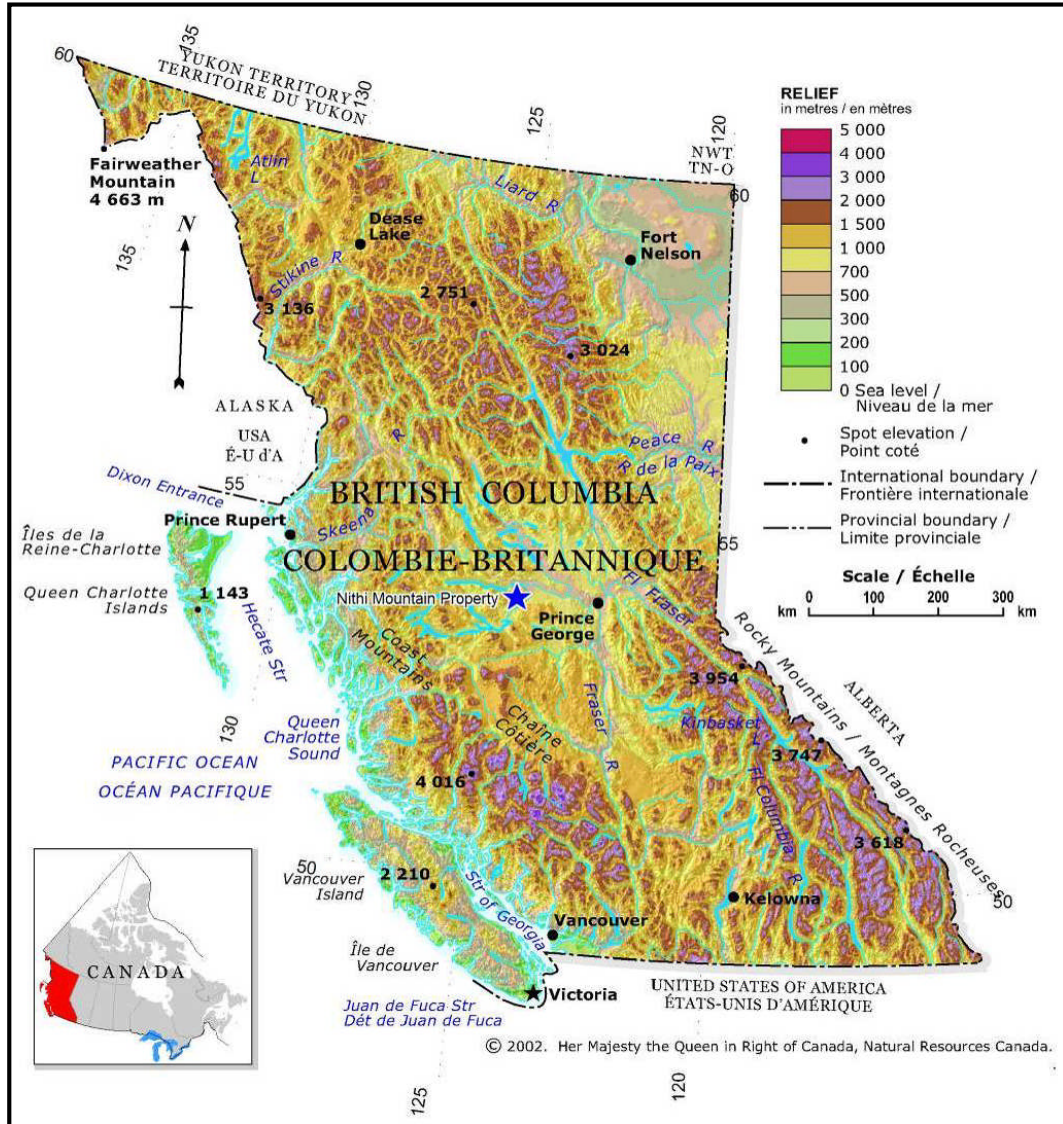 60
135
YUKON TERRITORY
TERRITOIRE DU YUKON
130
125
120
NWT
TN-O
60
RELIEF
in metres / en mètres
5 000
4 000
3 000
2 000
1 500
1 000
700
500
300
200
100
0 Sea level /
Niveau de la mer
Spot elevation /
Point coté
International boundary /
Frontière internationale
Provincial boundary /
Limite provinciale
Scale / Échelle
km 0 100 200 300 km
Fairweather
Mountain
4 663 m
Atlin
L
Liard R
Dease
Lake
Fort
Nelson
135
N
Stikine R
3 136
2 751
3 024
ALASKA
USA
É-U d'A
Peace R
R de la Paix
R
Dixon Entrance
55
BRITISH COLUMBIA
Prince Rupert
Skeena
Îles de la
Reine-Charlotte
COLOMBIE-BRITANNIQUE
55
Queen Charlotte
Islands
1 143
Nithi Mountain Property
Prince
George
Fl
Fraser
Hecate Str
Coast
Mountains
Rocky Mountains / Montagnes Rocheuses
3 954
ALBERTA
130
Queen
Charlotte
Sound
Chaîne
Côtière
Fraser
R
Kinbasket
L
3 747
PACIFIC OCEAN
OCÉAN PACIFIQUE
4 016
Fl Columbia
R
3 618
50
Vancouver
Island
2 210
Str of Georgia
Kelowna
50
Vancouver
Île de
Vancouver
Victoria
UNITED STATES OF AMERICA
ÉTATS-UNIS D'AMÉRIQUE
Juan de Fuca Str
Dét de Juan de Fuca
CANADA
© 2002. Her Majesty the Queen in Right of Canada, Natural Resources Canada.
125
120